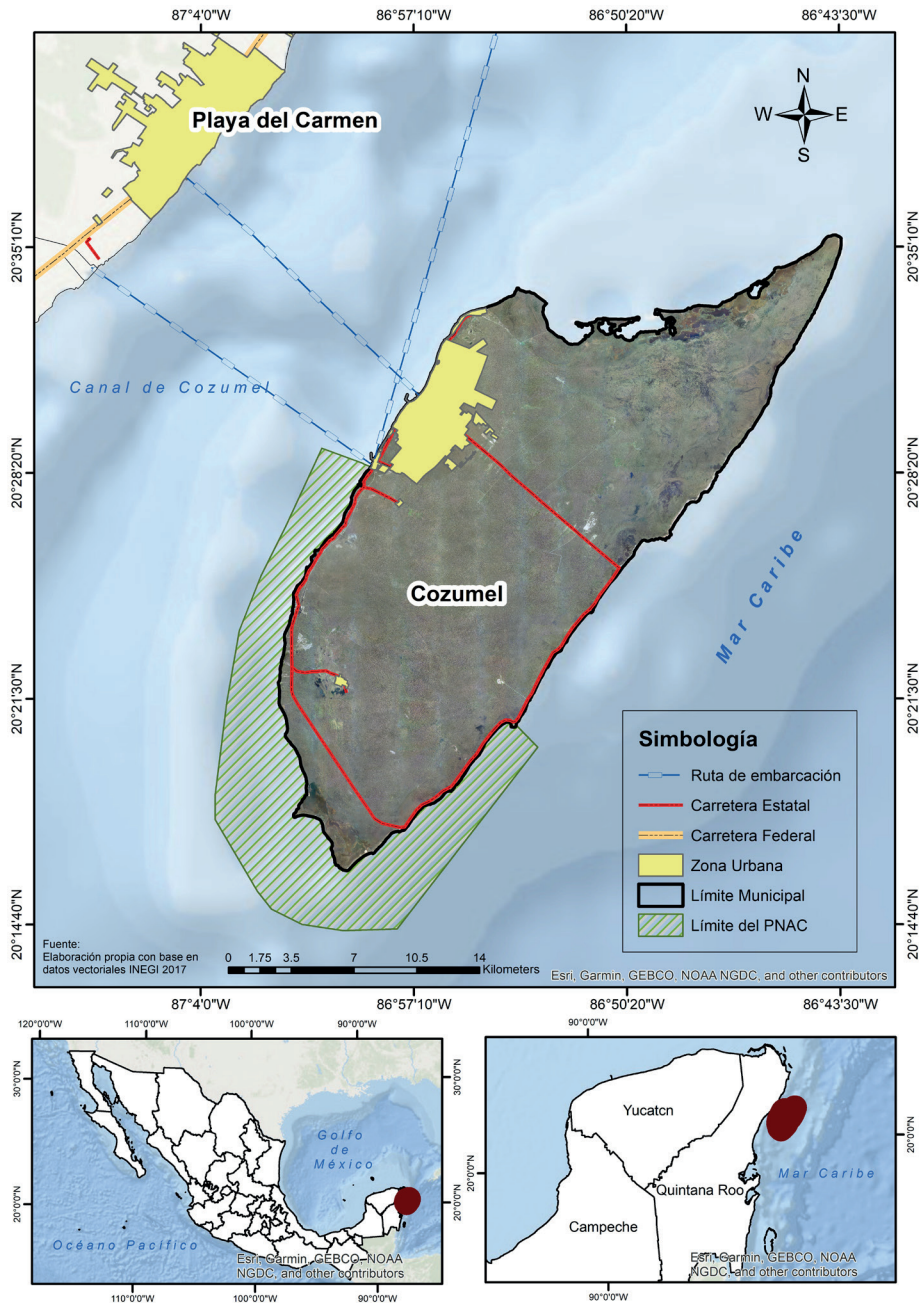 87°4'0"W 86°57'10"W 86°50'20"W 86°43'30"W
N
W E
S
Playa del Carmen
20°35'10"N 20°35'10"N
Canal de Cozumel
20°28'20"N 20°28'20"N
Mar Caribe
Cozumel
20°21'30"N 20°21'30"N
Simbología
Ruta de embarcación
Carretera Estatal
Carretera Federal
Zona Urbana
Límite Municipal
Límite del PNAC
20°14'40"N 20°14'40"N
Fuente:
Elaboración propia con base en
datos vectoriales INEGI 2017
0 1.75 3.5 7 10.5 14
Kilometers
Esri, Garmin, GEBCO, NOAA NGDC, and other contributors
87°4'0"W 86°57'10"W 86°50'20"W 86°43'30"W
120°0'0"W 110°0'0"W 100°0'0"W 90°0'0"W
30°0'0"N 30°0'0"N
Golfo
de
México
20°0'0"N 20°0'0"N
Océano Pacífico
Esri, Garmin, GEBCO, NOAA
NGDC, and other contributors
110°0'0"W 100°0'0"W 90°0'0"W
90°0'0"W
Yucatcn
20°0'0"N 20°0'0"N
Mar Caribe
Quintana Roo
Campeche
Esri, Garmin, GEBCO, NOAA
NGDC, and other contributors
90°0'0"W